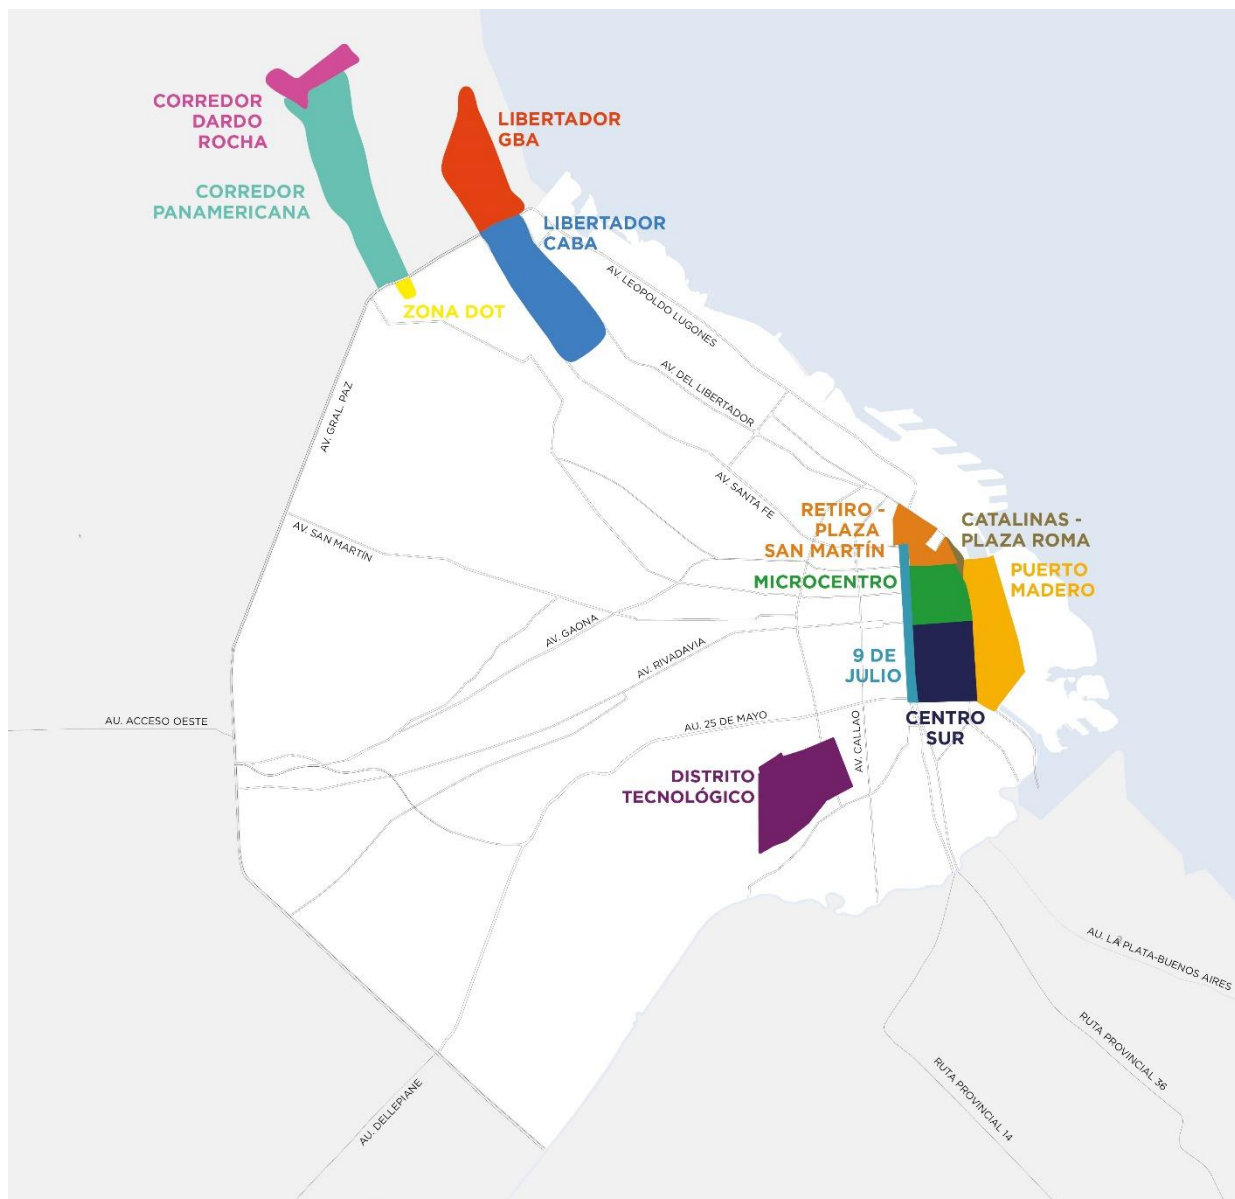 CORREDOR
DARDO
ROCHA
LIBERTADOR
GBA
CORREDOR
PANAMERICANA
LIBERTADOR
CABA
ZONA DOT
AV. LEOPOLDO LUGONES
AV. DEL LIBERTADOR
AV. GRAL. PAZ
AV. SANTA FE
AV. SAN MARTÍN
RETIRO -
PLAZA
SAN MARTÍN
CATALINAS -
PLAZA ROMA
MICROCENTRO
PUERTO
MADERO
AV. GAONA
AV. RIVADAVIA
9 DE
JULIO
AU. ACCESO OESTE
AU. 25 DE MAYO
AV. CALLAO
CENTRO
SUR
DISTRITO
TECNOLÓGICO
AU. LA PLATA-BUENOS AIRES
RUTA PROVINCIAL 36
RUTA PROVINCIAL 14
AU. DELLEPIANE